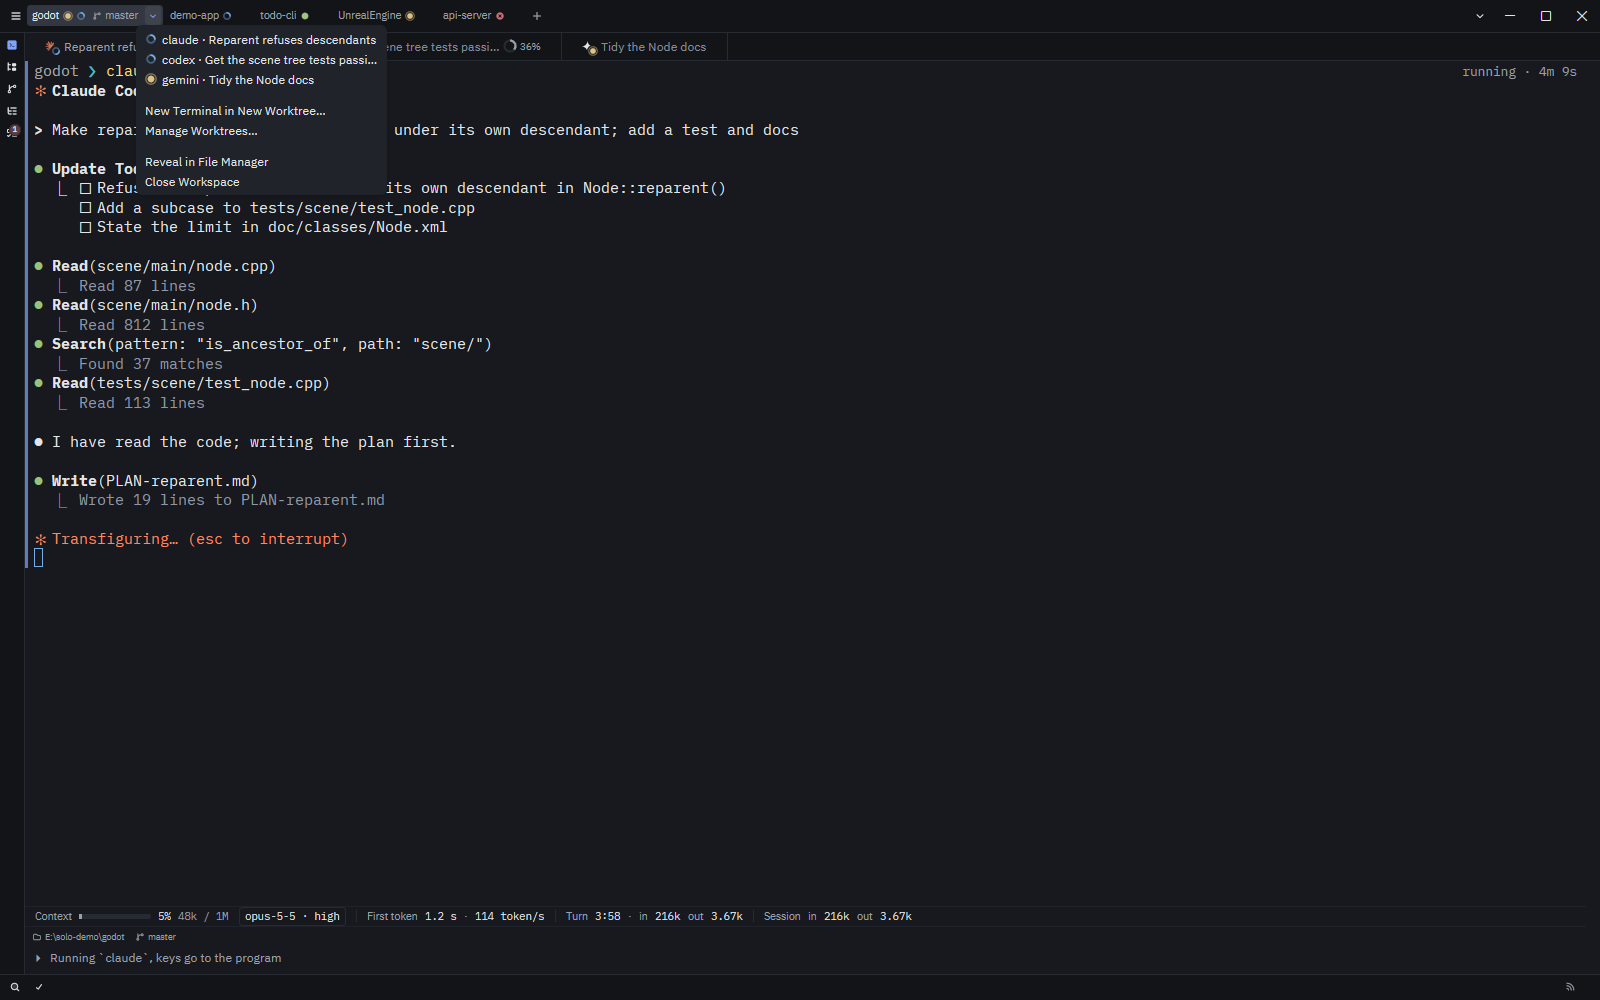 godot master demo-app todo-cli UnrealEngine api-server
Reparent refu
ene tree tests passi... 36% Tidy the Node docs
claude · Reparent refuses descendants
codex · Get the scene tree tests passi...
gemini · Tidy the Node docs
New Terminal in New Worktree...
Manage Worktrees...
Reveal in File Manager
Close Workspace
godot ❯ clau
running · 4m 9s
✻ Claude Cod
> Make repar under its own descendant; add a test and docs
● Update Tod
⎿ ☐ Refus its own descendant in Node::reparent()
☐ Add a subcase to tests/scene/test_node.cpp
☐ State the limit in doc/classes/Node.xml
● Read(scene/main/node.cpp)
⎿ Read 87 lines
● Read(scene/main/node.h)
⎿ Read 812 lines
● Search(pattern: "is_ancestor_of", path: "scene/")
⎿ Found 37 matches
● Read(tests/scene/test_node.cpp)
⎿ Read 113 lines
● I have read the code; writing the plan first.
● Write(PLAN-reparent.md)
⎿ Wrote 19 lines to PLAN-reparent.md
✻ Transfiguring… (esc to interrupt)
Context 5% 48k / 1M opus-5-5 · high First token 1.2 s · 114 token/s Turn 3:58 · in 216k out 3.67k Session in 216k out 3.67k
E:\solo-demo\godot master
Running `claude`, keys go to the program